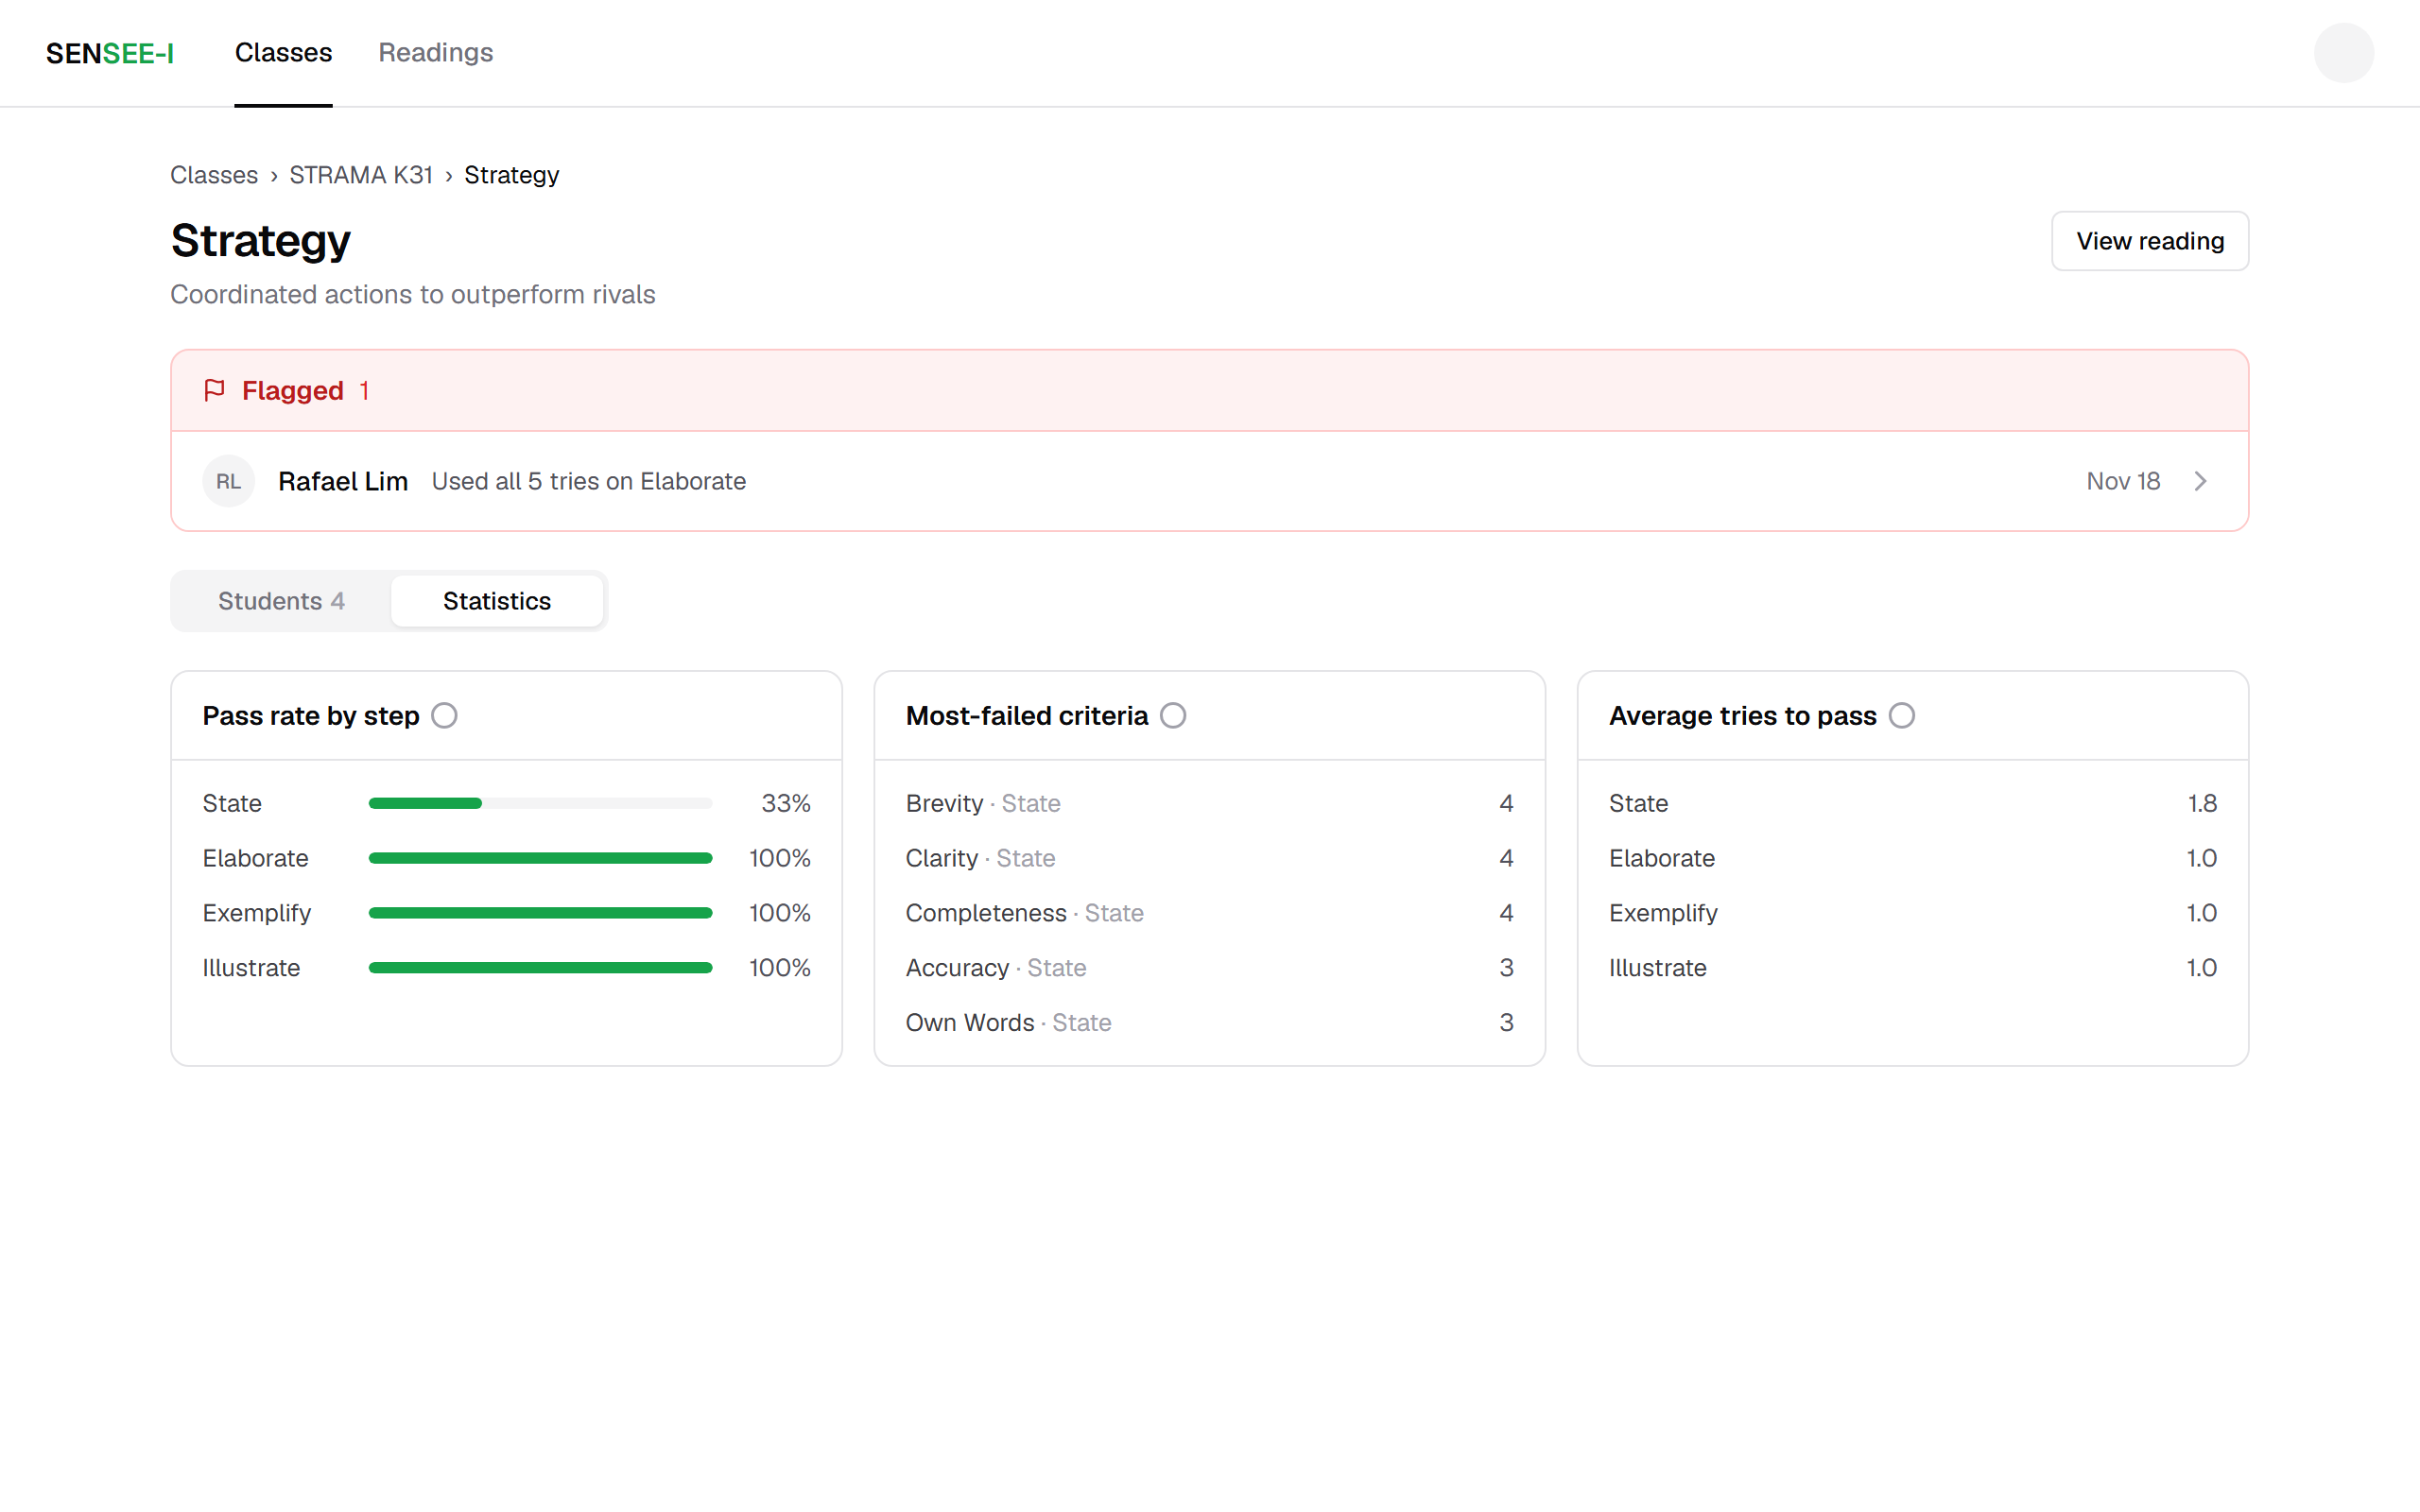 SENSEE-I Classes Readings
Classes › STRAMA K31 › Strategy
Strategy
View reading
Coordinated actions to outperform rivals
Flagged 1
RL Rafael Lim Used all 5 tries on Elaborate Nov 18
Students 4 Statistics
Pass rate by step
State 33%
Elaborate 100%
Exemplify 100%
Illustrate 100%
Most-failed criteria
Brevity · State 4
Clarity · State 4
Completeness · State 4
Accuracy · State 3
Own Words · State 3
Average tries to pass
State 1.8
Elaborate 1.0
Exemplify 1.0
Illustrate 1.0